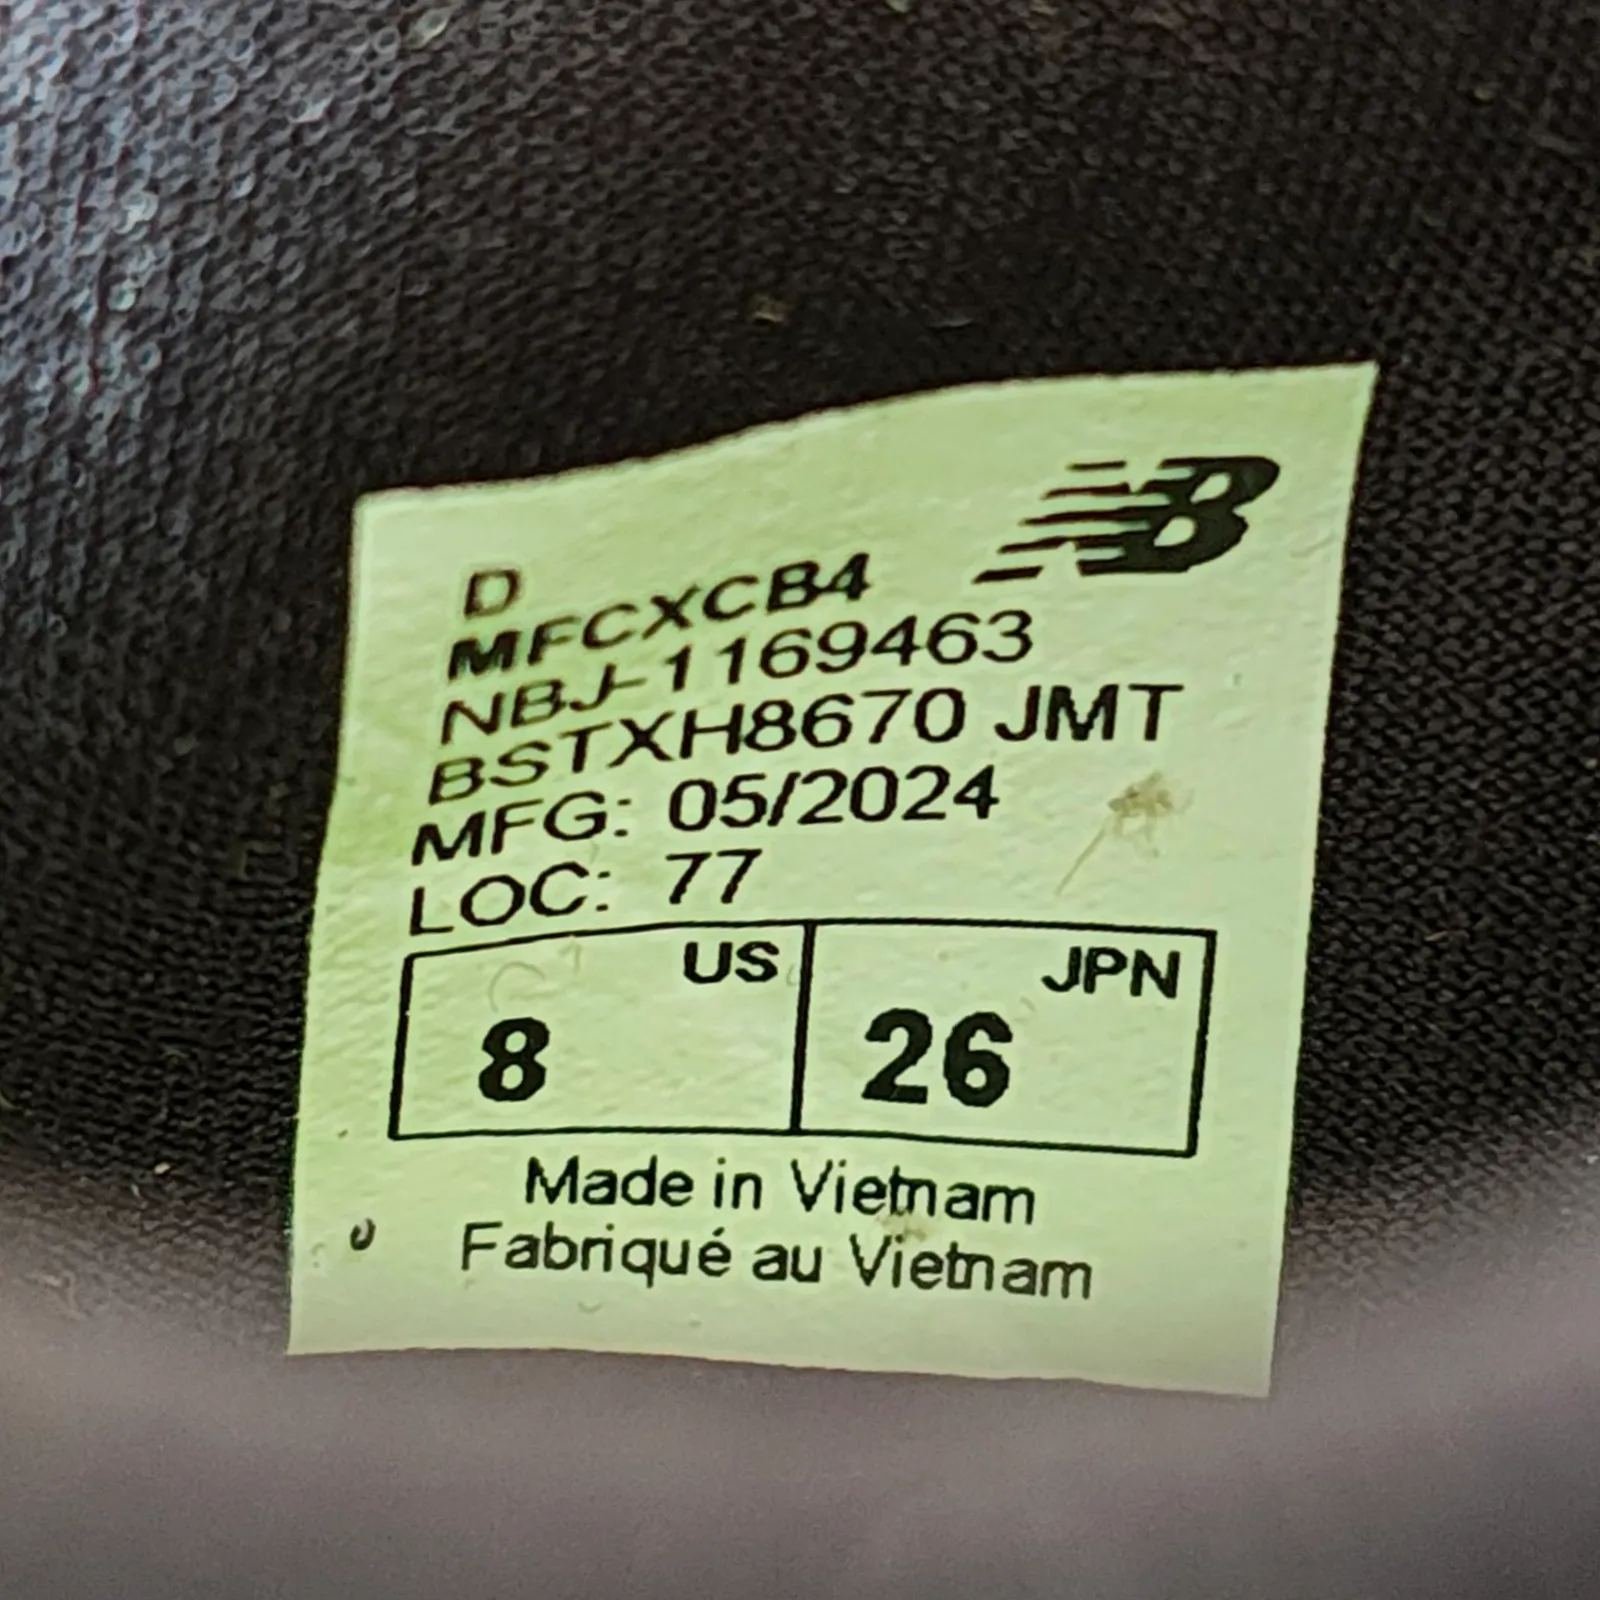 D
MFCXCB4
NB
NBJ-1169463
BSTXH8670 JMT
MFG: 05/2024
LOC: 77
US JPN
8 26
Made in Vietnam
Fabriqué au Vietnam